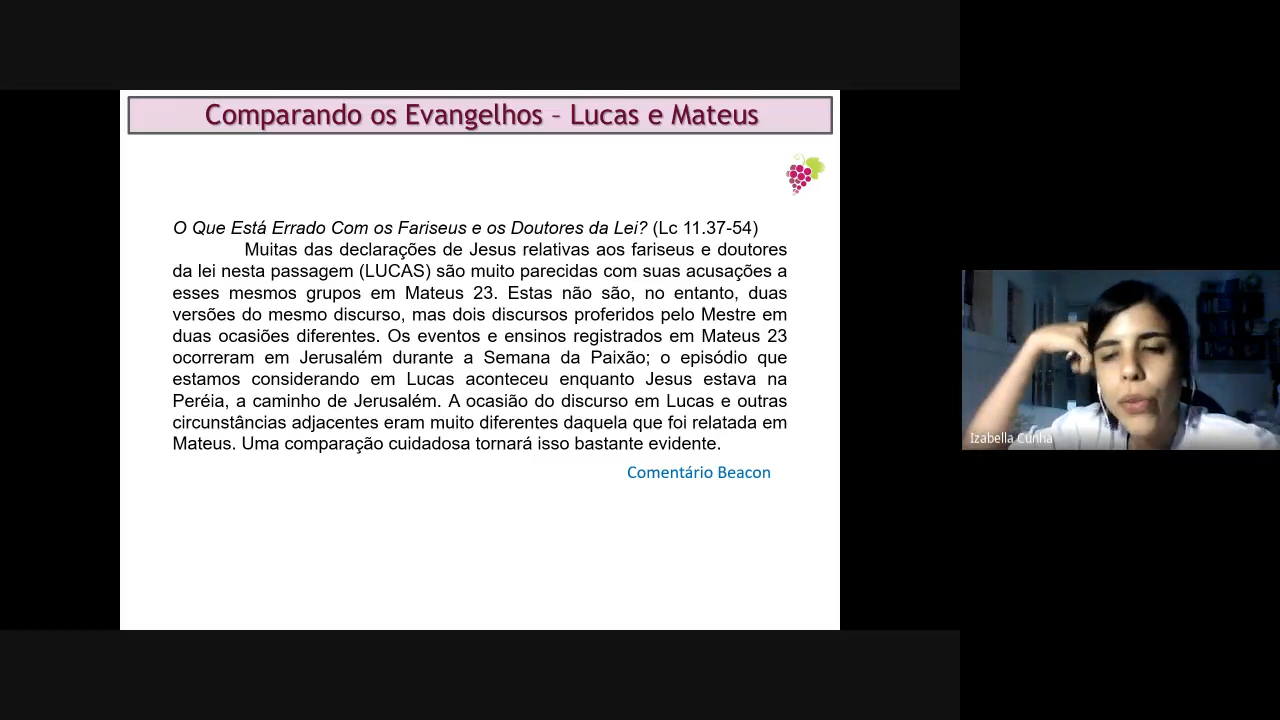 Comparando os Evangelhos – Lucas e Mateus
O Que Está Errado Com os Fariseus e os Doutores da Lei? (Lc 11.37-54)
Muitas das declarações de Jesus relativas aos fariseus e doutores
da lei nesta passagem (LUCAS) são muito parecidas com suas acusações a
esses mesmos grupos em Mateus 23. Estas não são, no entanto, duas
versões do mesmo discurso, mas dois discursos proferidos pelo Mestre em
duas ocasiões diferentes. Os eventos e ensinos registrados em Mateus 23
ocorreram em Jerusalém durante a Semana da Paixão; o episódio que
estamos considerando em Lucas aconteceu enquanto Jesus estava na
Peréia, a caminho de Jerusalém. A ocasião do discurso em Lucas e outras
circunstâncias adjacentes eram muito diferentes daquela que foi relatada em
Mateus. Uma comparação cuidadosa tornará isso bastante evidente.
Comentário Beacon
Izabella Cunha